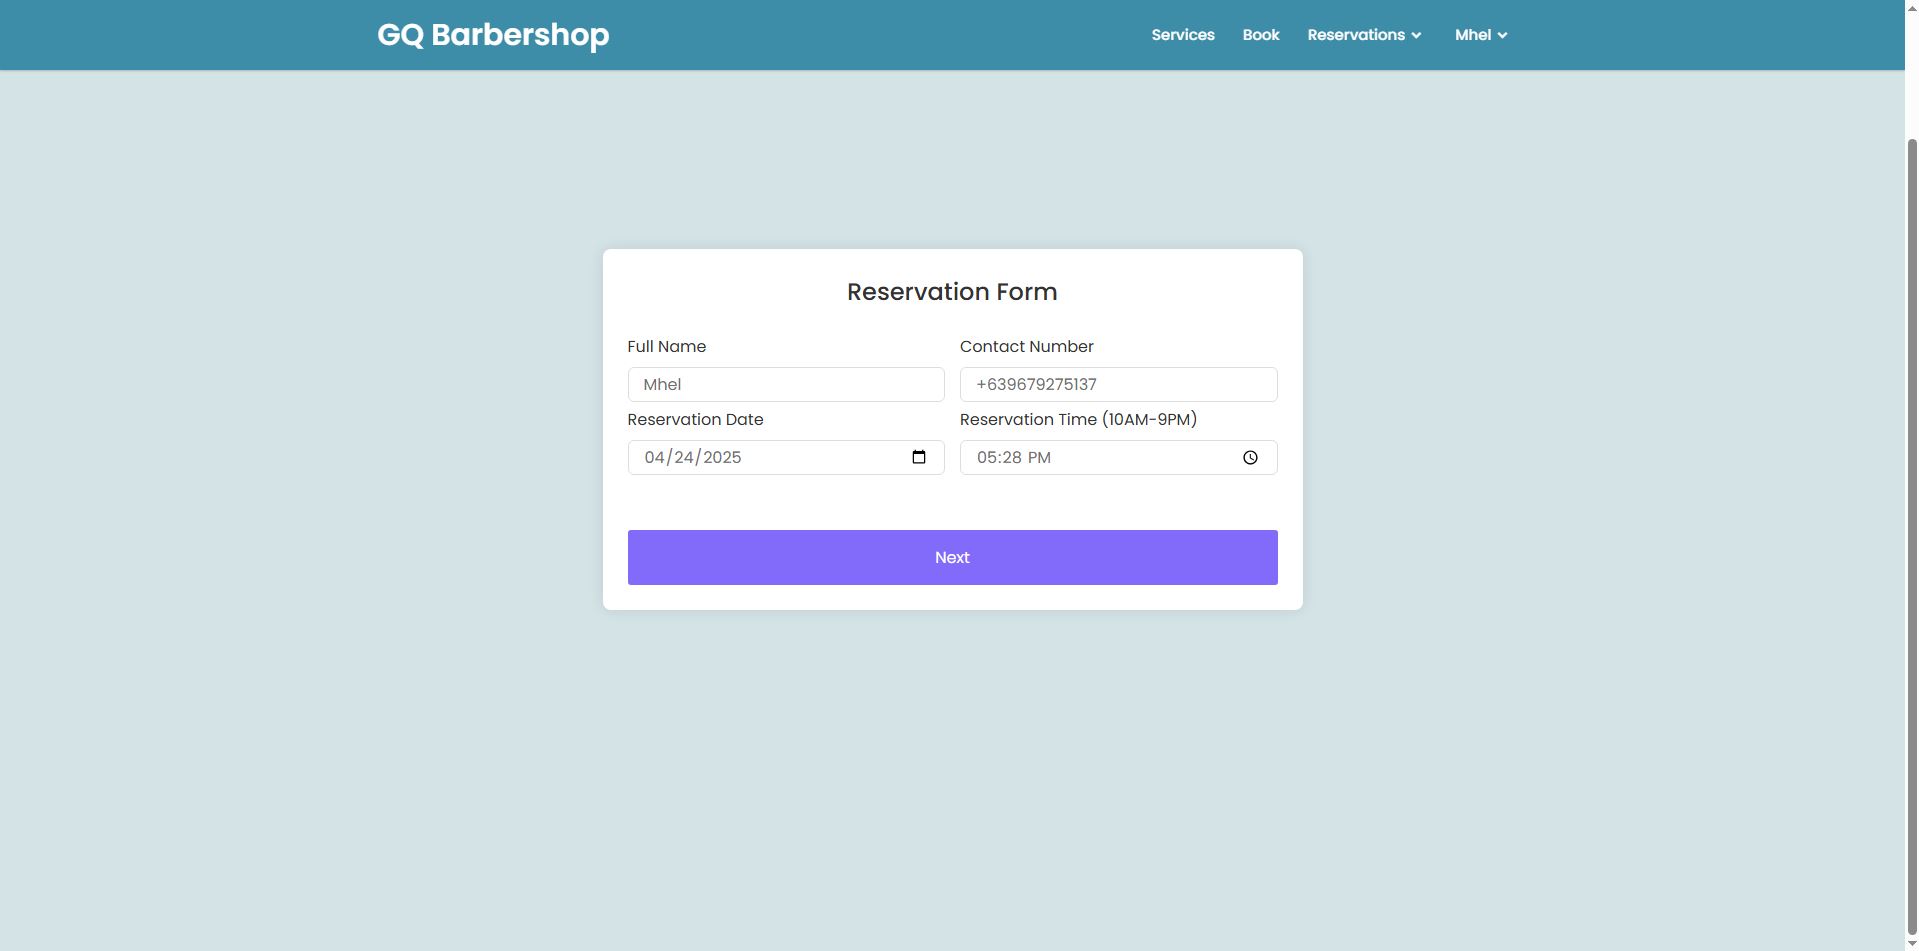 GQ Barbershop
Services Book Reservations Mhel
Reservation Form
Full Name Contact Number
Mhel +639679275137
Reservation Date Reservation Time (10AM-9PM)
04/24/2025 05:28 PM
Next